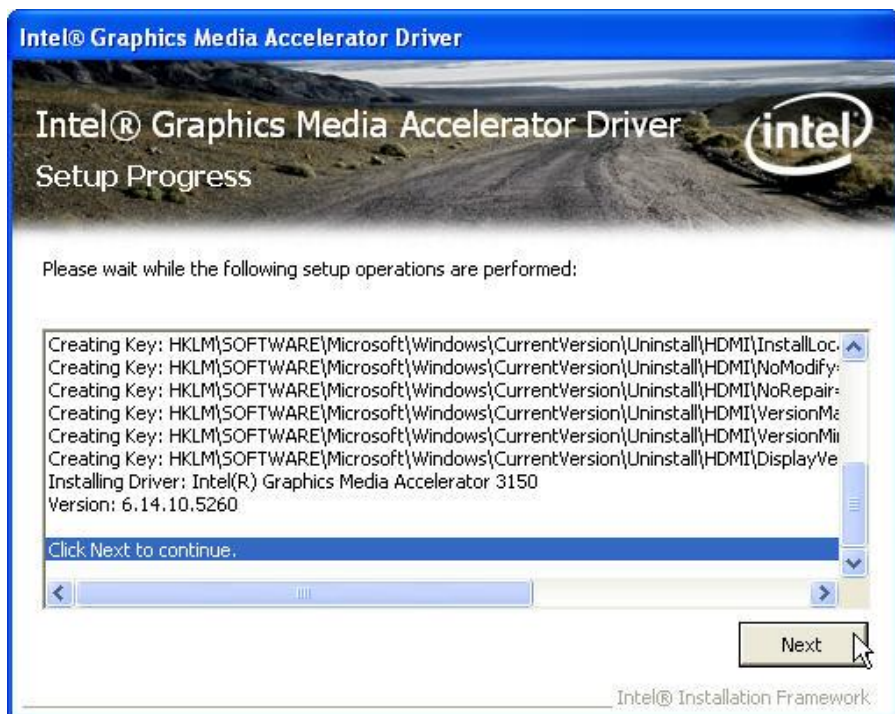 Intel® Graphics Media Accelerator Driver
Intel® Graphics Media Accelerator Driver
intel
Setup Progress
Please wait while the following setup operations are performed:
Creating Key: HKLM\SOFTWARE\Microsoft\Windows\CurrentVersion\Uninstall\HDMI\InstallLoc
Creating Key: HKLM\SOFTWARE\Microsoft\Windows\CurrentVersion\Uninstall\HDMI\NoModify=
Creating Key: HKLM\SOFTWARE\Microsoft\Windows\CurrentVersion\Uninstall\HDMI\NoRepair=
Creating Key: HKLM\SOFTWARE\Microsoft\Windows\CurrentVersion\Uninstall\HDMI\VersionMa
Creating Key: HKLM\SOFTWARE\Microsoft\Windows\CurrentVersion\Uninstall\HDMI\VersionMi
Creating Key: HKLM\SOFTWARE\Microsoft\Windows\CurrentVersion\Uninstall\HDMI\DisplayVe
Installing Driver: Intel(R) Graphics Media Accelerator 3150
Version: 6.14.10.5260
Click Next to continue.
Next
Intel® Installation Framework